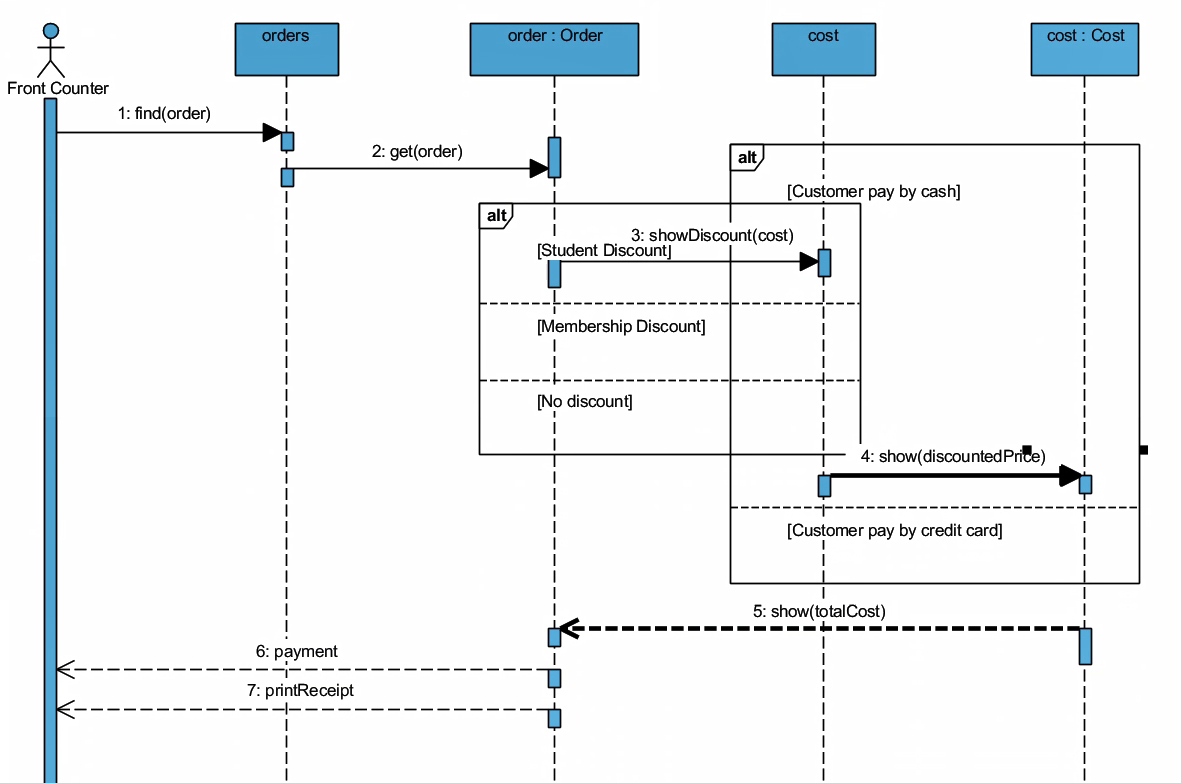 orders
order : Order
cost
cost : Cost
Front Counter
1: find(order)
2: get(order)
alt
[Customer pay by cash]
alt
3: showDiscount(cost)
[Student Discount]
[Membership Discount]
[No discount]
4: show(discountedPrice)
[Customer pay by credit card]
5: show(totalCost)
6: payment
7: printReceipt